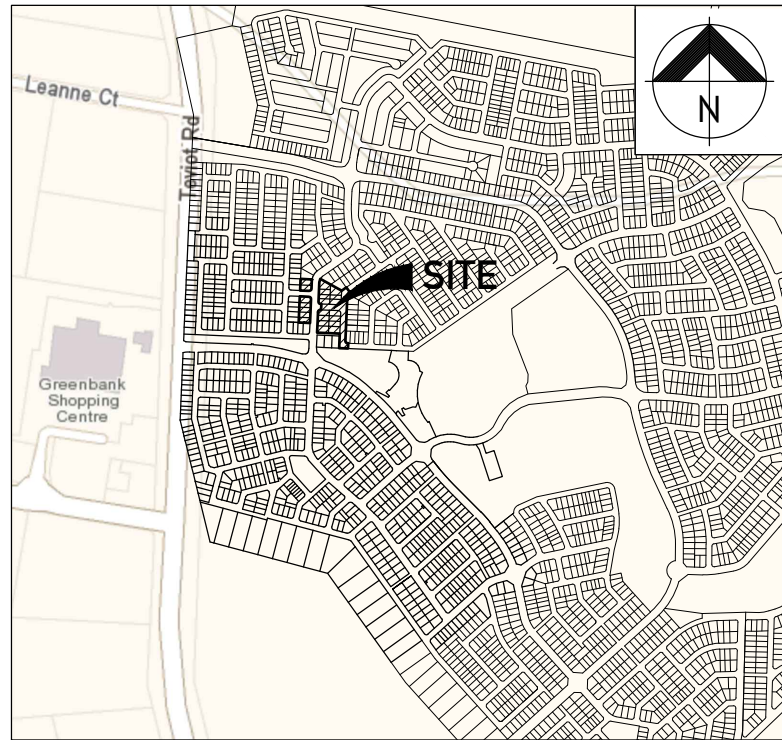 Leanne Ct
Teviot Rd
N
SITE
Greenbank
Shopping
Centre